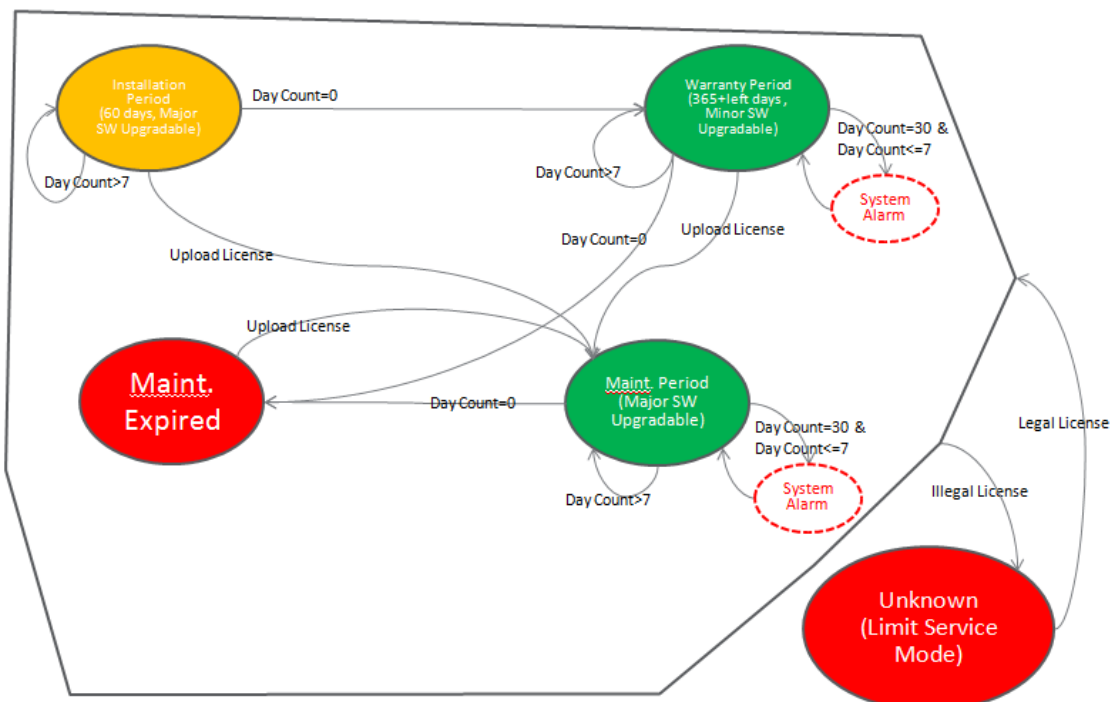 Installation
Period
(60 days, Major
SW Upgradable)
Day Count=0
Warranty Period
(365+left days ,
Minor SW
Upgradable)
Day Count=30 &
Day Count<=7
Day Count>7
Day Count>7
System
Alarm
Day Count=0
Upload License
Upload License
Upload License
Maint.
Expired
Maint. Period
(Major SW
Upgradable)
Day Count=0
Day Count=30 &
Day Count<=7
Legal License
System
Alarm
Day Count>7
Illegal License
Unknown
(Limit Service
Mode)